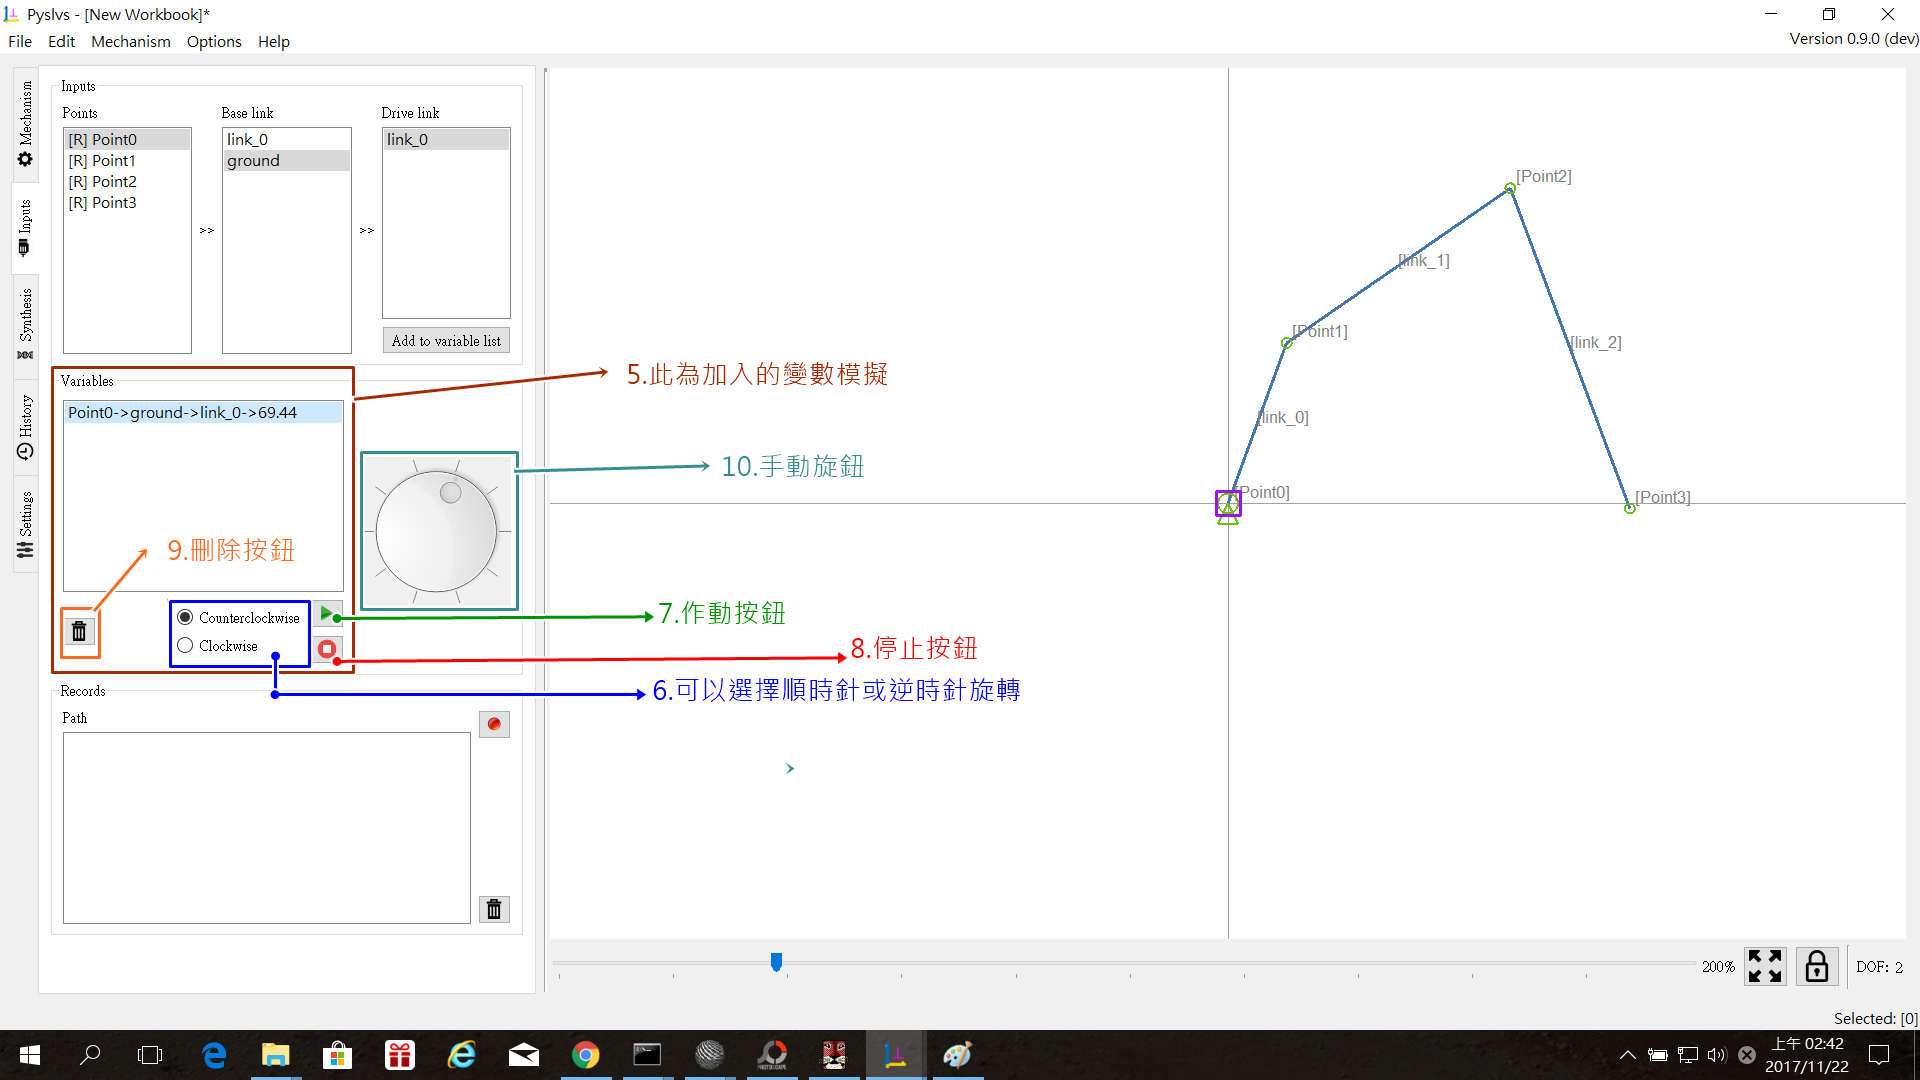 Pyslvs - [New Workbook]*
File Edit Mechanism Options Help
Version 0.9.0 (dev)
Mechanism
Inputs
Synthesis
History
Settings
Inputs
Points
Base link
Drive link
[R] Point0
[R] Point1
[R] Point2
[R] Point3
>>
link_0
ground
>>
link_0
Add to variable list
Variables
Point0->ground->link_0->69.44
5.此為加入的變數模擬
10.手動旋鈕
9.刪除按鈕
Counterclockwise
Clockwise
7.作動按鈕
8.停止按鈕
6.可以選擇順時針或逆時針旋轉
Records
Path
[Point2]
[link_1]
[Point1]
[link_2]
[link_0]
[Point0]
[Point3]
200%
DOF: 2
Selected: [0]
PHOTOSCAPE
上午 02:42
2017/11/22